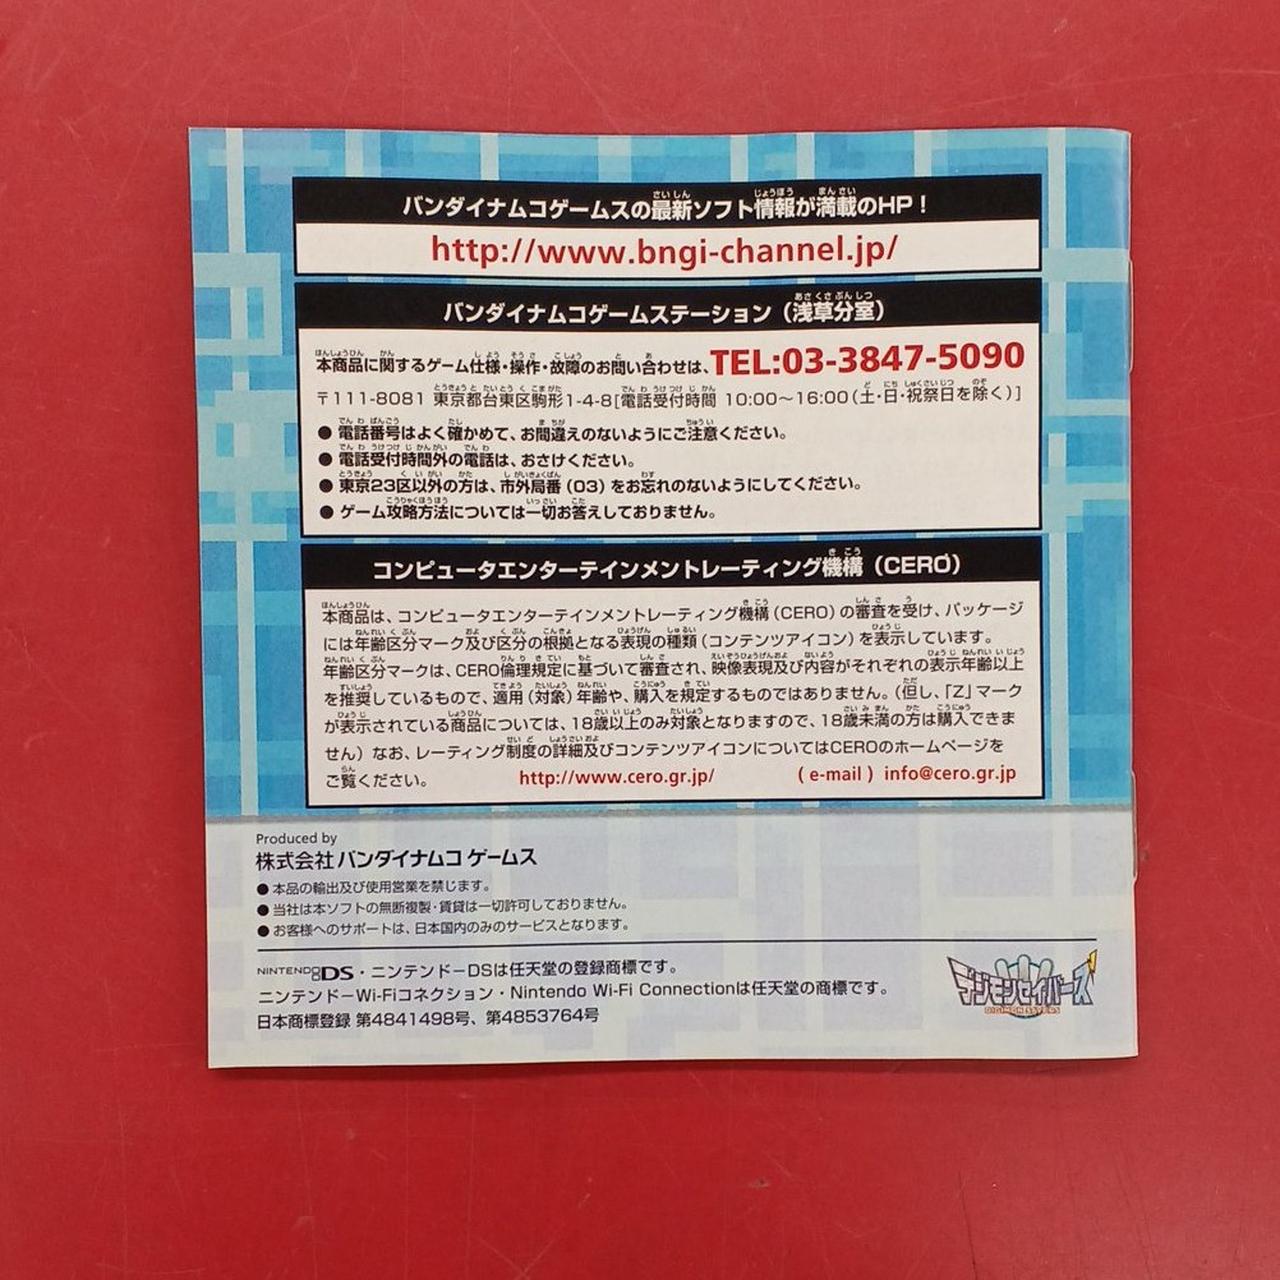 バンダイナムコゲームスの最新ソフト情報が満載のHP！
http://www.bngi-channel.jp/
バンダイナムコゲームステーション（浅草分室）
本商品に関するゲーム仕様・操作・故障のお問い合わせは、TEL:03-3847-5090
〒111-8081 東京都台東区駒形1-4-8[電話受付時間 10:00〜16:00（土・日・祝祭日を除く）]
● 電話番号はよく確かめて、お間違えのないようにご注意ください。
● 電話受付時間外の電話は、おさけください。
● 東京23区以外の方は、市外局番（03）をお忘れのないようにしてください。
● ゲーム攻略方法については一切お答えしておりません。
コンピュータエンターテインメントレーティング機構（CERO）
本商品は、コンピュータエンターテインメントレーティング機構（CERO）の審査を受け、パッケージ
には年齢区分マーク及び区分の根拠となる表現の種類（コンテンツアイコン）を表示しています。
年齢区分マークは、CERO倫理規定に基づいて審査され、映像表現及び内容がそれぞれの表示年齢以上
を推奨しているもので、適用（対象）年齢や、購入を規定するものではありません。（但し、「Z」マーク
が表示されている商品については、18歳以上のみ対象となりますので、18歳未満の方は購入できま
せん）なお、レーティング制度の詳細及びコンテンツアイコンについてはCEROのホームページを
ご覧ください。 http://www.cero.gr.jp/ （e-mail）info@cero.gr.jp
Produced by
株式会社バンダイナムコ ゲームス
● 本品の輸出及び使用営業を禁じます。
● 当社は本ソフトの無断複製・賃貸は一切許可しておりません。
● お客様へのサポートは、日本国内のみのサービスとなります。
NINTENDO DS・ニンテンドーDSは任天堂の登録商標です。
ニンテンドーWi-Fiコネクション・Nintendo Wi-Fi Connectionは任天堂の商標です。
日本商標登録 第4841498号、第4853764号
デジモンセイバーズ
DIGIMON SAVERS